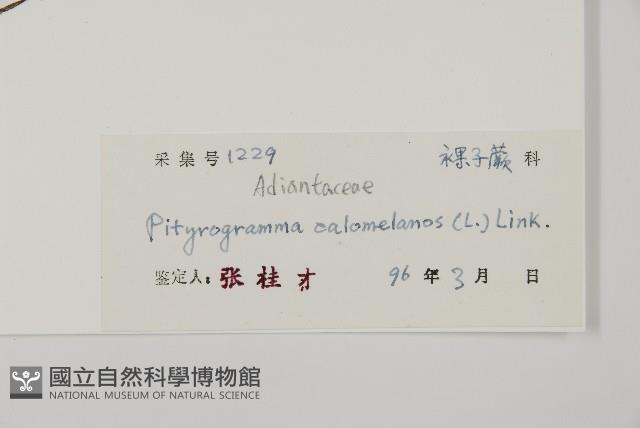 采集号 1229 裸子蕨 科
Adiantaceae
Pityrogramma calomelanos (L.) Link.
鉴定人: 张桂才 96 年 3 月 日
國立自然科學博物館
NATIONAL MUSEUM OF NATURAL SCIENCE